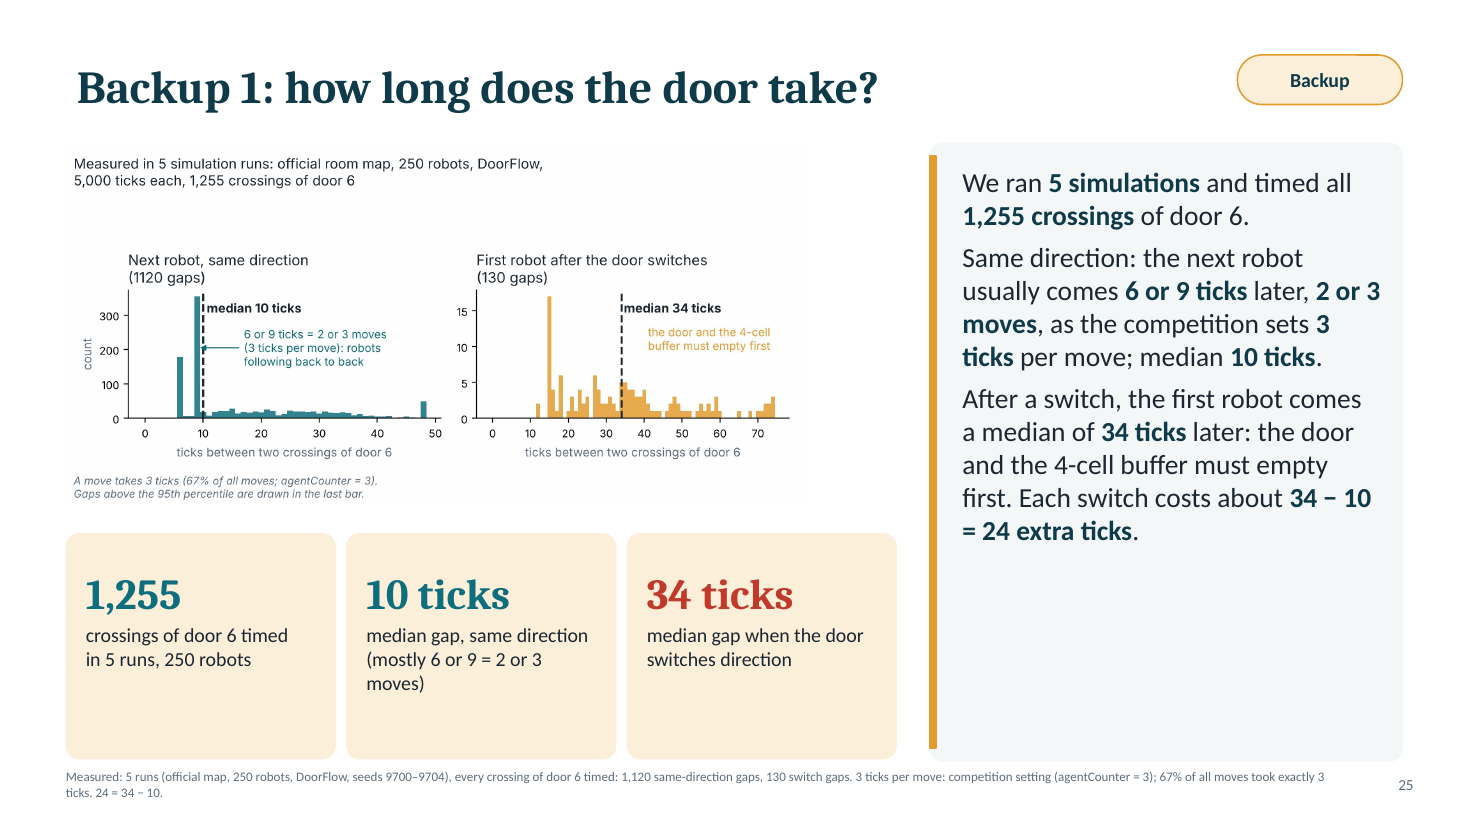 Backup 1: how long does the door take?
Backup
Measured in 5 simulation runs: official room map, 250 robots, DoorFlow,
5,000 ticks each, 1,255 crossings of door 6
Next robot, same direction
(1120 gaps)
median 10 ticks
6 or 9 ticks = 2 or 3 moves
(3 ticks per move): robots
following back to back
count
300
200
100
0
0 10 20 30 40 50
ticks between two crossings of door 6
First robot after the door switches
(130 gaps)
median 34 ticks
the door and the 4-cell
buffer must empty first
15
10
5
0
0 10 20 30 40 50 60 70
ticks between two crossings of door 6
A move takes 3 ticks (67% of all moves; agentCounter = 3).
Gaps above the 95th percentile are drawn in the last bar.
1,255
crossings of door 6 timed
in 5 runs, 250 robots
10 ticks
median gap, same direction
(mostly 6 or 9 = 2 or 3
moves)
34 ticks
median gap when the door
switches direction
We ran 5 simulations and timed all
1,255 crossings of door 6.
Same direction: the next robot
usually comes 6 or 9 ticks later, 2 or 3
moves, as the competition sets 3
ticks per move; median 10 ticks.
After a switch, the first robot comes
a median of 34 ticks later: the door
and the 4-cell buffer must empty
first. Each switch costs about 34 − 10
= 24 extra ticks.
Measured: 5 runs (official map, 250 robots, DoorFlow, seeds 9700–9704), every crossing of door 6 timed: 1,120 same-direction gaps, 130 switch gaps. 3 ticks per move: competition setting (agentCounter = 3); 67% of all moves took exactly 3
ticks. 24 = 34 − 10.
25